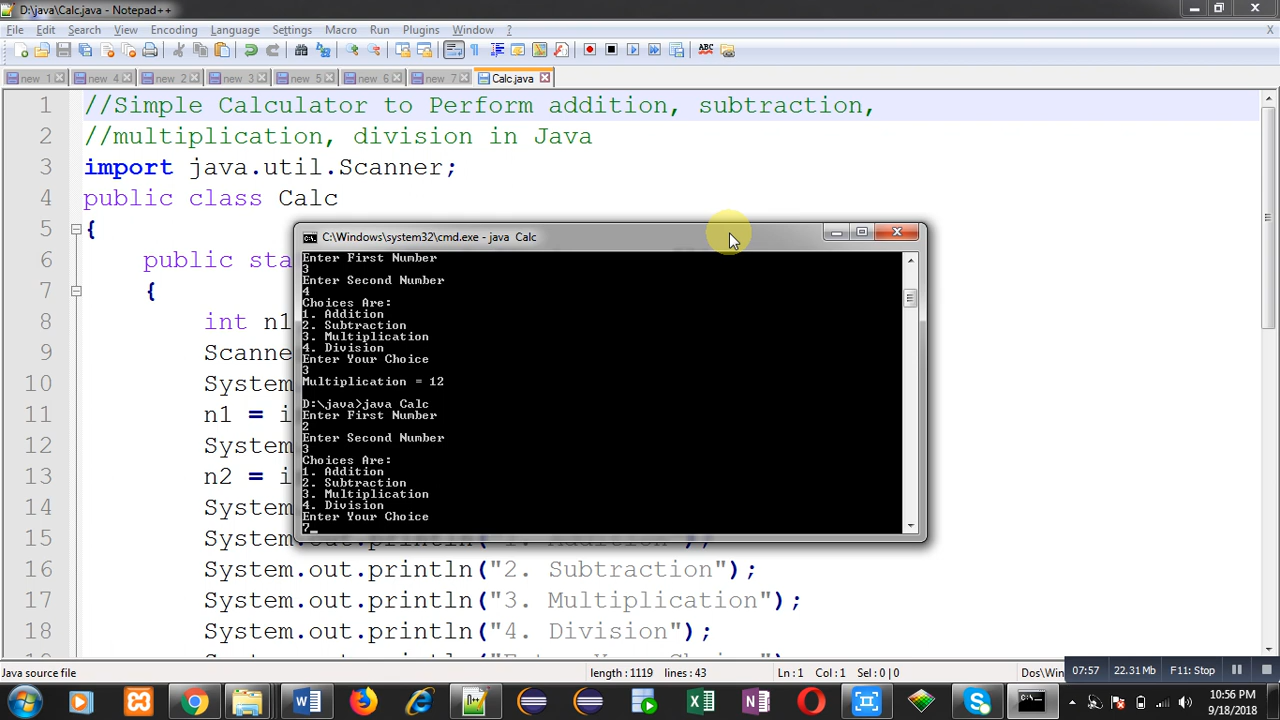 D:\java\Calc.java - Notepad++
File Edit Search View Encoding Language Settings Macro Run Plugins Window ? X
new 1 new 4 new 2 new 3 new 5 new 6 new 7 Calc.java
1 //Simple Calculator to Perform addition, subtraction,
2 //multiplication, division in Java
3 import java.util.Scanner;
4 public class Calc
5 {
6 public sta
7 {
8 int n1
9 Scanne
10 System
11 n1 = i
12 System
13 n2 = i
14 System
15 System.out.println("1. Addition");
16 System.out.println("2. Subtraction");
17 System.out.println("3. Multiplication");
18 System.out.println("4. Division");
C:\Windows\system32\cmd.exe - java Calc
Enter First Number
3
Enter Second Number
4
Choices Are:
1. Addition
2. Subtraction
3. Multiplication
4. Division
Enter Your Choice
3
Multiplication = 12
D:\java>java Calc
Enter First Number
2
Enter Second Number
3
Choices Are:
1. Addition
2. Subtraction
3. Multiplication
4. Division
Enter Your Choice
7_
Java source file length : 1119 lines : 43 Ln : 1 Col : 1 Sel : 0 | 0 Dos\Win
07:57 22.31 Mb F11: Stop
10:56 PM
9/18/2018